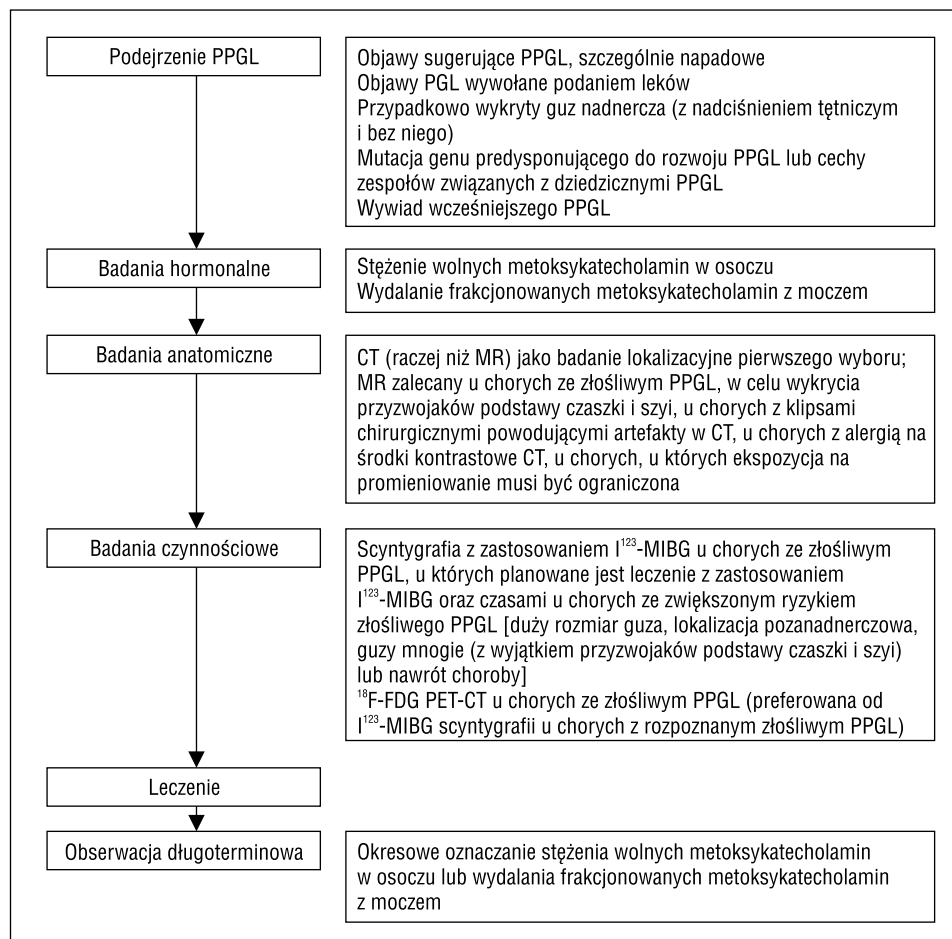 Podejrzenie PPGL
Objawy sugerujące PPGL, szczególnie napadowe
Objawy PGL wywołane podaniem leków
Przypadkowo wykryty guz nadnercza (z nadciśnieniem tętniczym
i bez niego)
Mutacja genu predysponującego do rozwoju PPGL lub cechy
zespołów związanych z dziedzicznymi PPGL
Wywiad wcześniejszego PPGL
Badania hormonalne
Stężenie wolnych metoksykatecholamin w osoczu
Wydalanie frakcjonowanych metoksykatecholamin z moczem
Badania anatomiczne
CT (raczej niż MR) jako badanie lokalizacyjne pierwszego wyboru;
MR zalecany u chorych ze złośliwym PPGL, w celu wykrycia
przyzwojaków podstawy czaszki i szyi, u chorych z klipsami
chirurgicznymi powodującymi artefakty w CT, u chorych z alergią na
środki kontrastowe CT, u chorych, u których ekspozycja na
promieniowanie musi być ograniczona
Badania czynnościowe
Scyntygrafia z zastosowaniem I¹²³-MIBG u chorych ze złośliwym
PPGL, u których planowane jest leczenie z zastosowaniem
I¹²³-MIBG oraz czasami u chorych ze zwiększonym ryzykiem
złośliwego PPGL [duży rozmiar guza, lokalizacja pozanadnerczowa,
guzy mnogie (z wyjątkiem przyzwojaków podstawy czaszki i szyi)
lub nawrót choroby]
¹⁸F-FDG PET-CT u chorych ze złośliwym PPGL (preferowana od
I¹²³-MIBG scyntygrafii u chorych z rozpoznanym złośliwym PPGL)
Leczenie
Obserwacja długoterminowa
Okresowe oznaczanie stężenia wolnych metoksykatecholamin
w osoczu lub wydalania frakcjonowanych metoksykatecholamin
z moczem